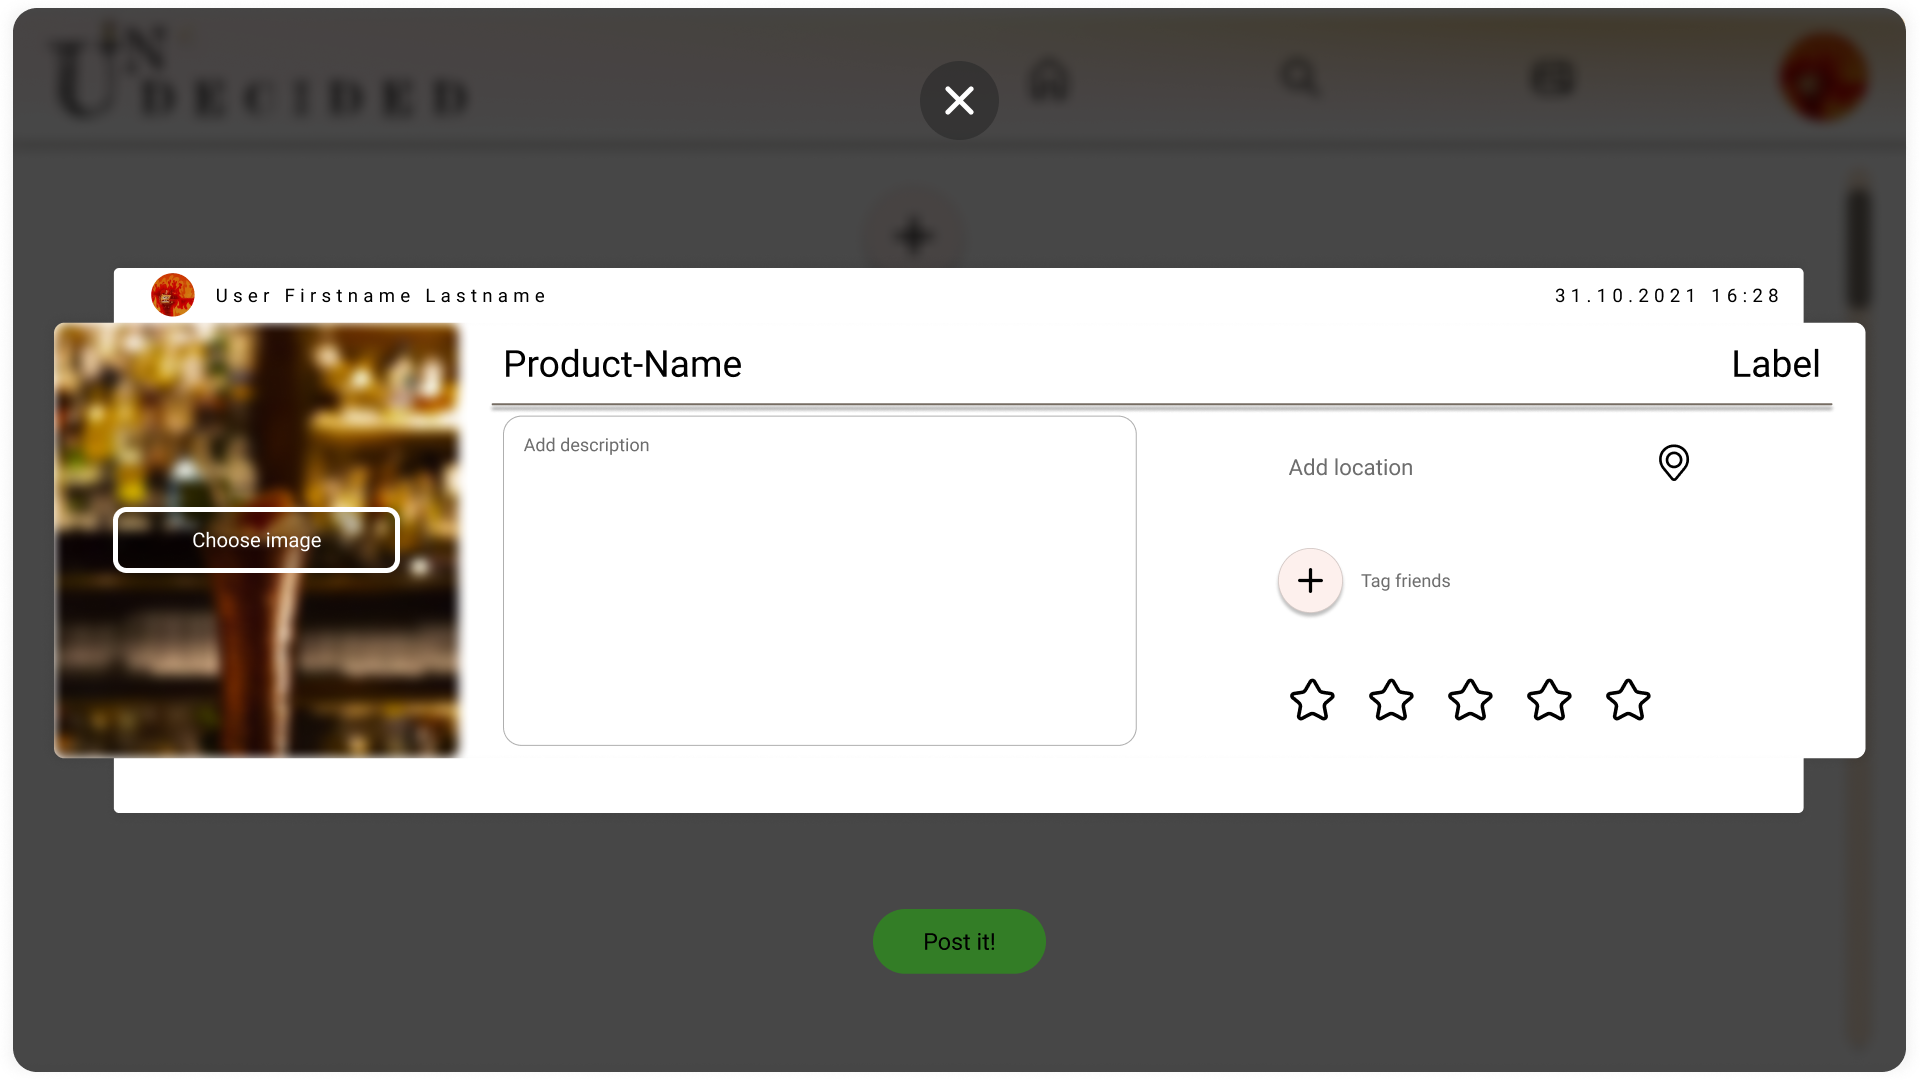 UN
DECIDED
User Firstname Lastname
31.10.2021 16:28
Product-Name
Label
Add description
Add location
Choose image
Tag friends
Post it!